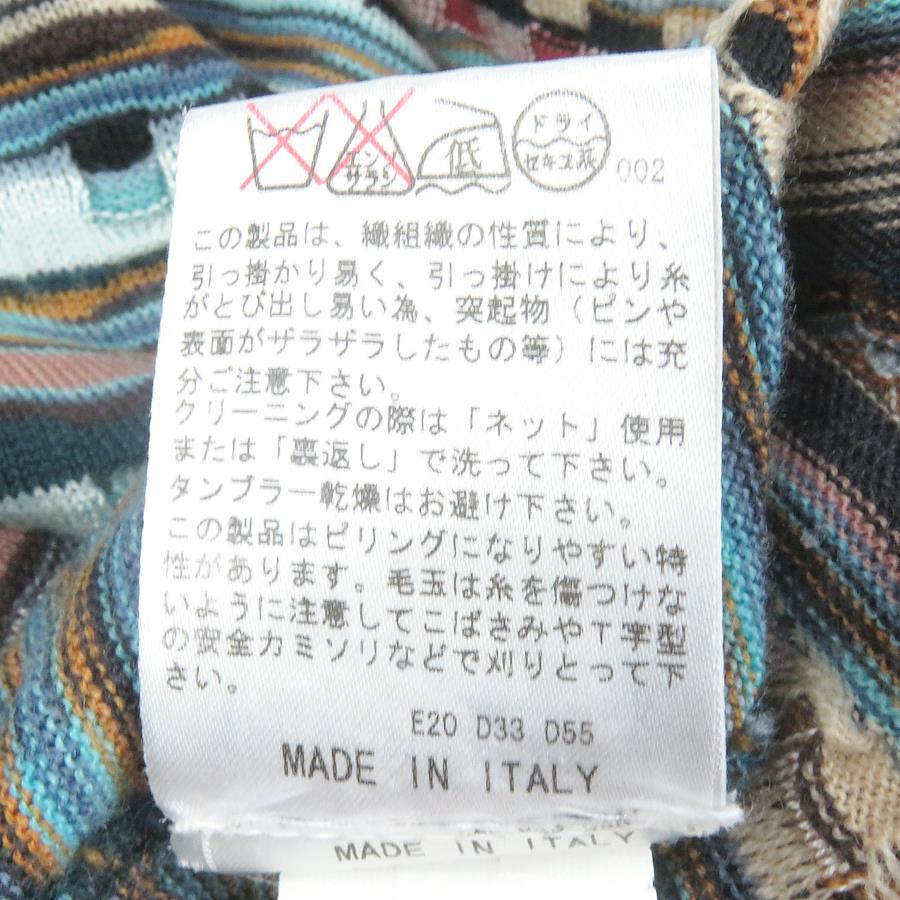 エンソ
サラシ
低
ドライ
セキユ系
002
この製品は、繊組織の性質により、
引っ掛かり易く、引っ掛けにより糸
がとび出し易い為、突起物（ピンや
表面がザラザラしたもの等）には充
分ご注意下さい。
クリーニングの際は「ネット」使用
または「裏返し」で洗って下さい。
タンブラー乾燥はお避け下さい。
この製品はピリングになりやすい特
性があります。毛玉は糸を傷つけな
いように注意してこばさみやT字型
の安全カミソリなどで刈りとって下
さい。
E20 D33 D55
MADE IN ITALY
MADE IN ITALY